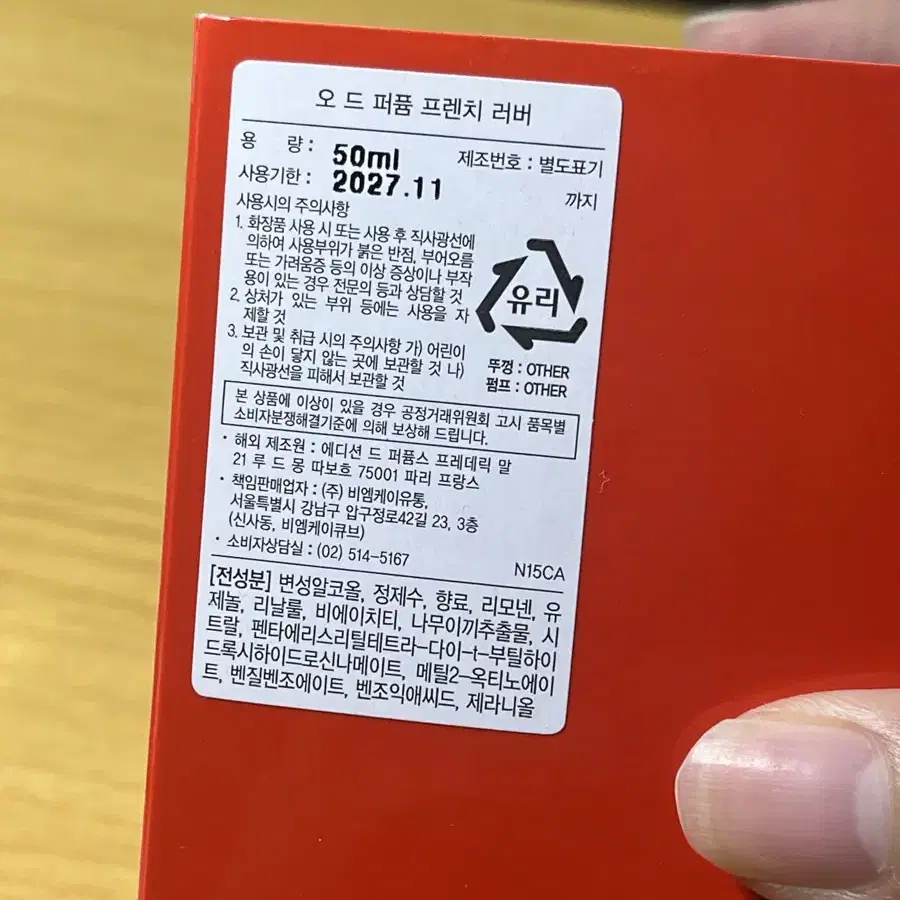 오 드 퍼퓸 프렌치 러버
용 량 : 50ml 제조번호 : 별도표기
사용기한 : 2027.11 까지
사용시의 주의사항
1. 화장품 사용 시 또는 사용 후 직사광선에
의하여 사용부위가 붉은 반점, 부어오름
또는 가려움증 등의 이상 증상이나 부작
용이 있는 경우 전문의 등과 상담할 것
2. 상처가 있는 부위 등에는 사용을 자
제할 것
3. 보관 및 취급 시의 주의사항 가) 어린이
의 손이 닿지 않는 곳에 보관할 것 나)
직사광선을 피해서 보관할 것
유리
뚜껑 : OTHER
펌프 : OTHER
본 상품에 이상이 있을 경우 공정거래위원회 고시 품목별
소비자분쟁해결기준에 의해 보상해 드립니다.
· 해외 제조원 : 에디션 드 퍼퓸스 프레데릭 말
21 루 드 몽 따보흐 75001 파리 프랑스
· 책임판매업자 : (주) 비엠케이유통,
서울특별시 강남구 압구정로42길 23, 3층
(신사동, 비엠케이큐브)
· 소비자상담실 : (02) 514-5167
N15CA
[전성분] 변성알코올, 정제수, 향료, 리모넨, 유
제놀, 리날룰, 비에이치티, 나무이끼추출물, 시
트랄, 펜타에리스리틸테트라-다이-t-부틸하이
드록시하이드로신나메이트, 메틸2-옥티노에이
트, 벤질벤조에이트, 벤조익애씨드, 제라니올